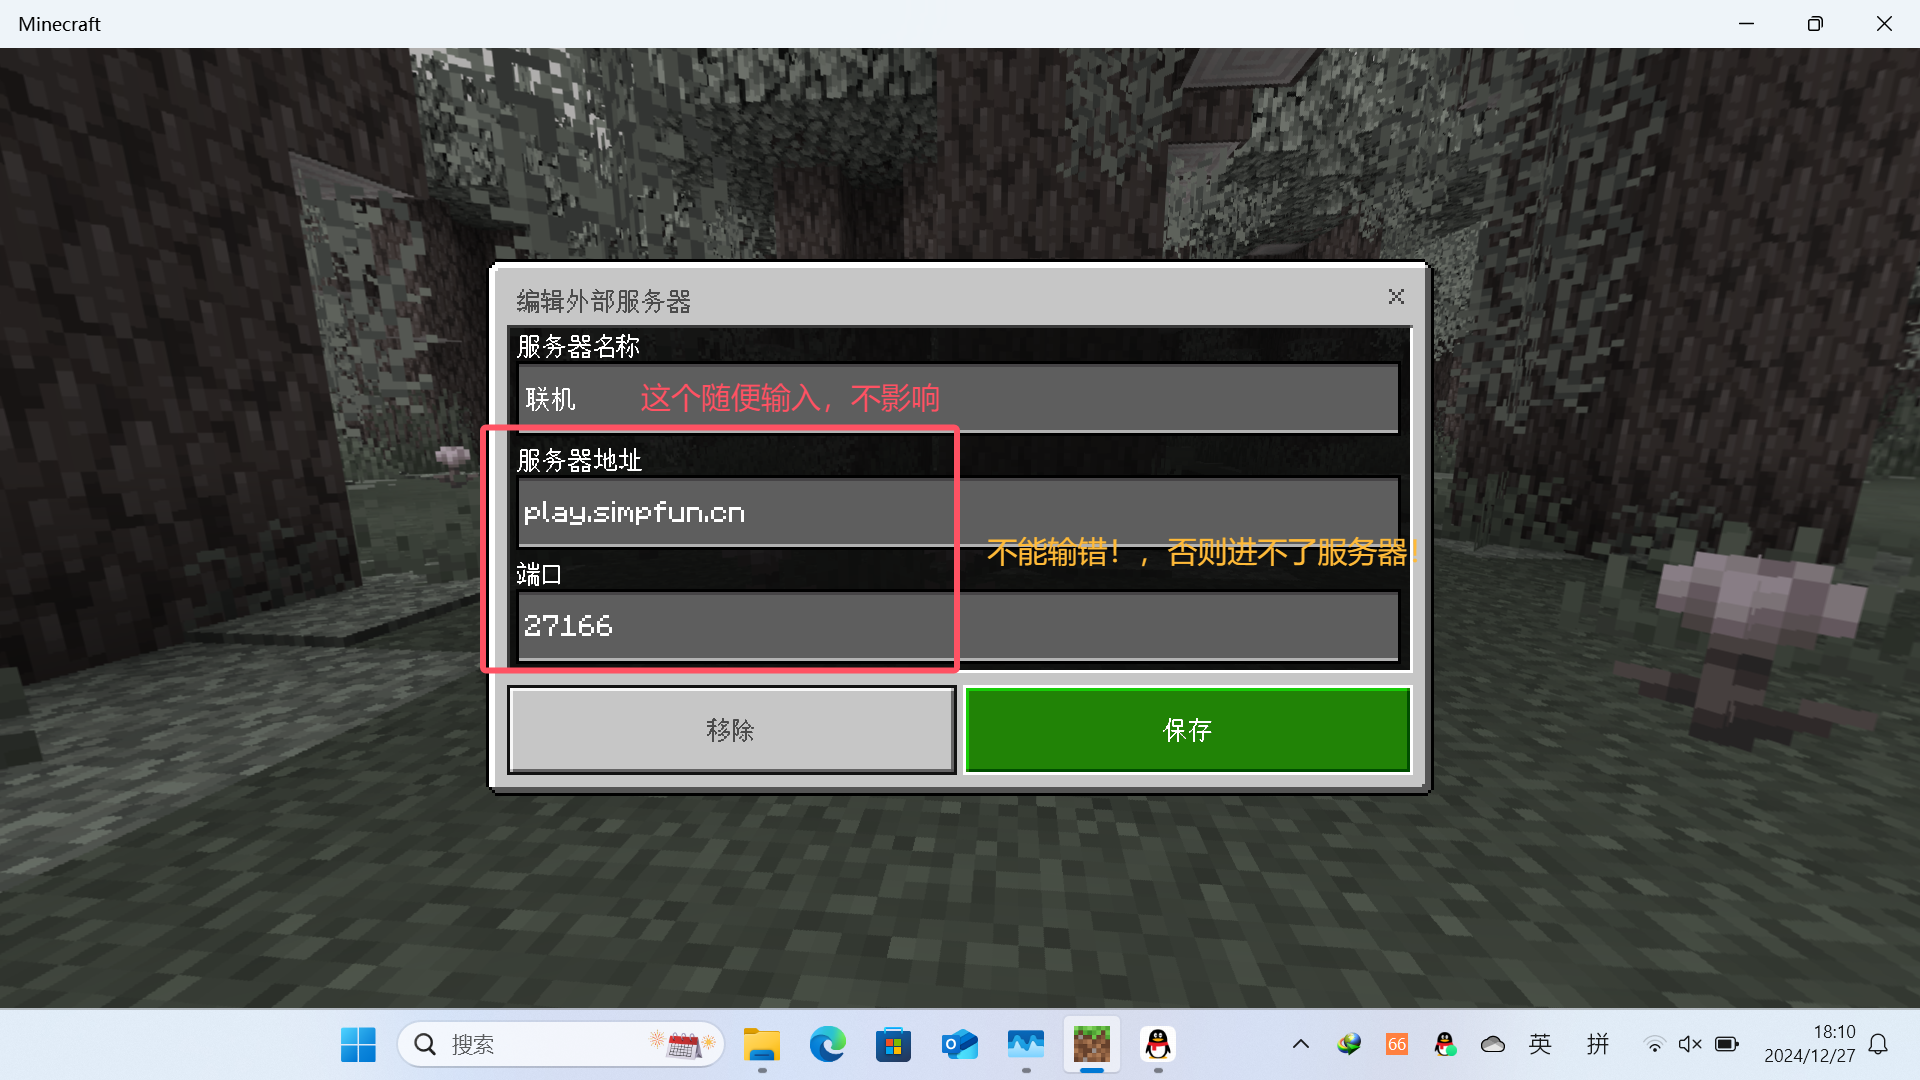 Minecraft
编辑外部服务器
服务器名称
联机 这个随便输入，不影响
服务器地址
play.simpfun.cn
不能输错！，否则进不了服务器！
端口
27166
移除 保存
搜索
66
英 拼
18:10
2024/12/27